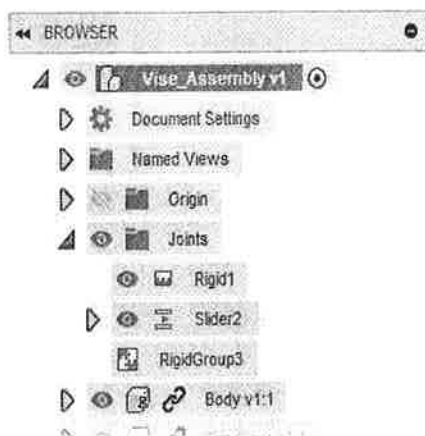 BROWSER
Vise_Assembly v1
Document Settings
Named Views
Origin
Joints
Rigid1
Slider2
RigidGroup3
Body v1:1